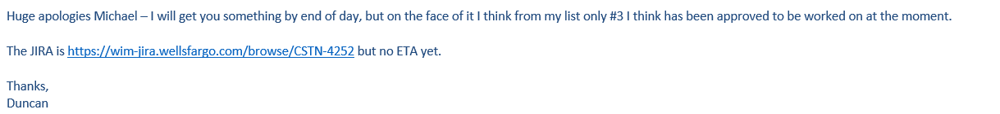 Huge apologies Michael – I will get you something by end of day, but on the face of it I think from my list only #3 I think has been approved to be worked on at the moment.
The JIRA is https://wim-jira.wellsfargo.com/browse/CSTN-4252 but no ETA yet.
Thanks,
Duncan